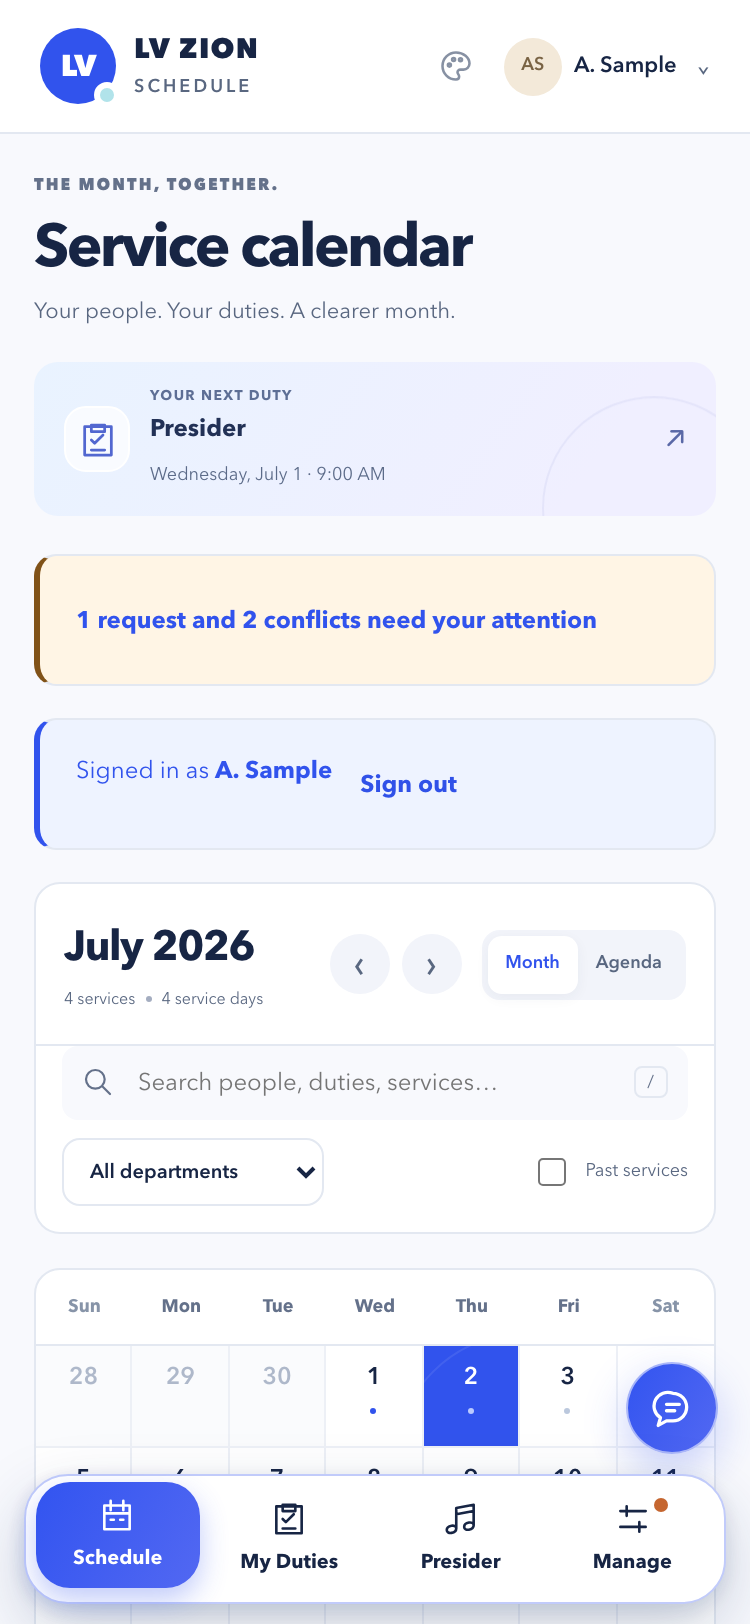 LV
LV ZION
SCHEDULE
AS
A. Sample
THE MONTH, TOGETHER.
Service calendar
Your people. Your duties. A clearer month.
YOUR NEXT DUTY
Presider
Wednesday, July 1 · 9:00 AM
1 request and 2 conflicts need your attention
Signed in as A. Sample
Sign out
July 2026
4 services • 4 service days
‹ ›
Month Agenda
Search people, duties, services…
/
All departments
Past services
Sun Mon Tue Wed Thu Fri Sat
28 29 30 1 2 3
Schedule
My Duties
Presider
Manage